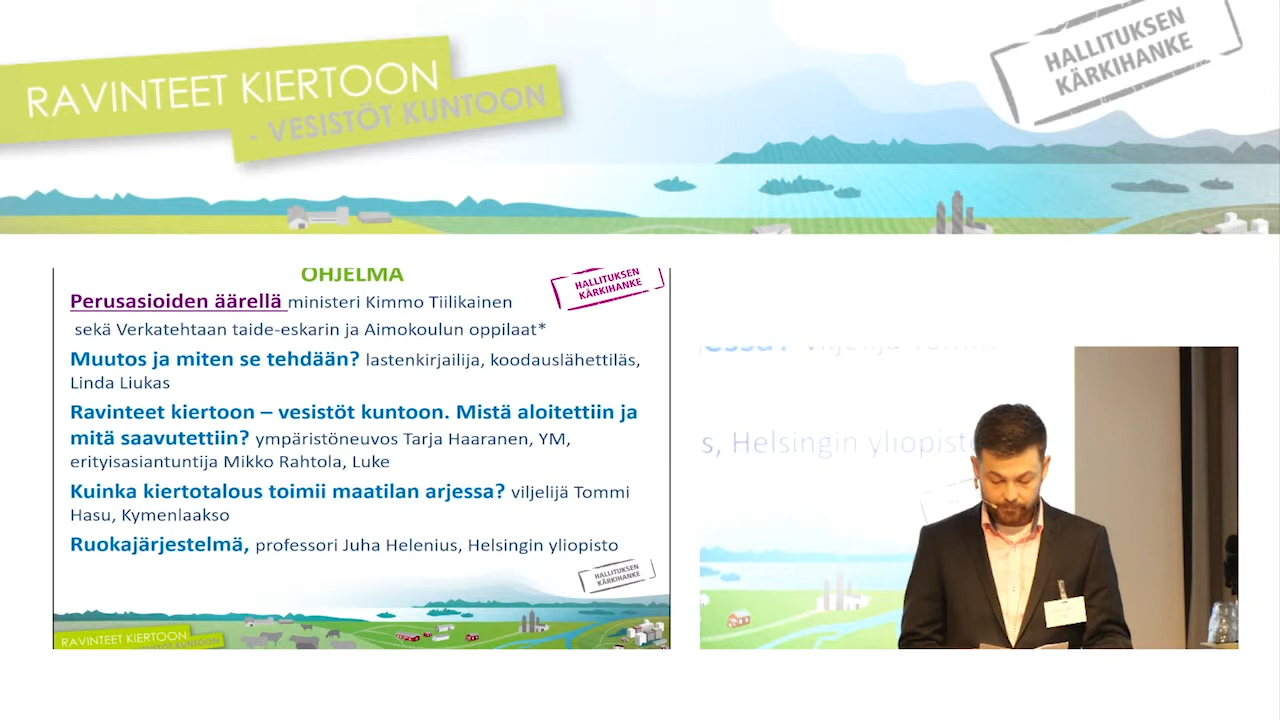 RAVINTEET KIERTOON
- VESISTÖT KUNTOON
HALLITUKSEN
KÄRKIHANKE
OHJELMA
HALLITUKSEN
KÄRKIHANKE
Perusasioiden äärellä ministeri Kimmo Tiilikainen
sekä Verkatehtaan taide-eskarin ja Aimokoulun oppilaat*
Muutos ja miten se tehdään? lastenkirjailija, koodauslähettiläs,
Linda Liukas
Ravinteet kiertoon – vesistöt kuntoon. Mistä aloitettiin ja
mitä saavutettiin? ympäristöneuvos Tarja Haaranen, YM,
erityisasiantuntija Mikko Rahtola, Luke
Kuinka kiertotalous toimii maatilan arjessa? viljelijä Tommi
Hasu, Kymenlaakso
Ruokajärjestelmä, professori Juha Helenius, Helsingin yliopisto
HALLITUKSEN
KÄRKIHANKE
RAVINTEET KIERTOON
VESISTÖT KUNTOON
s, Helsingin yliopisto